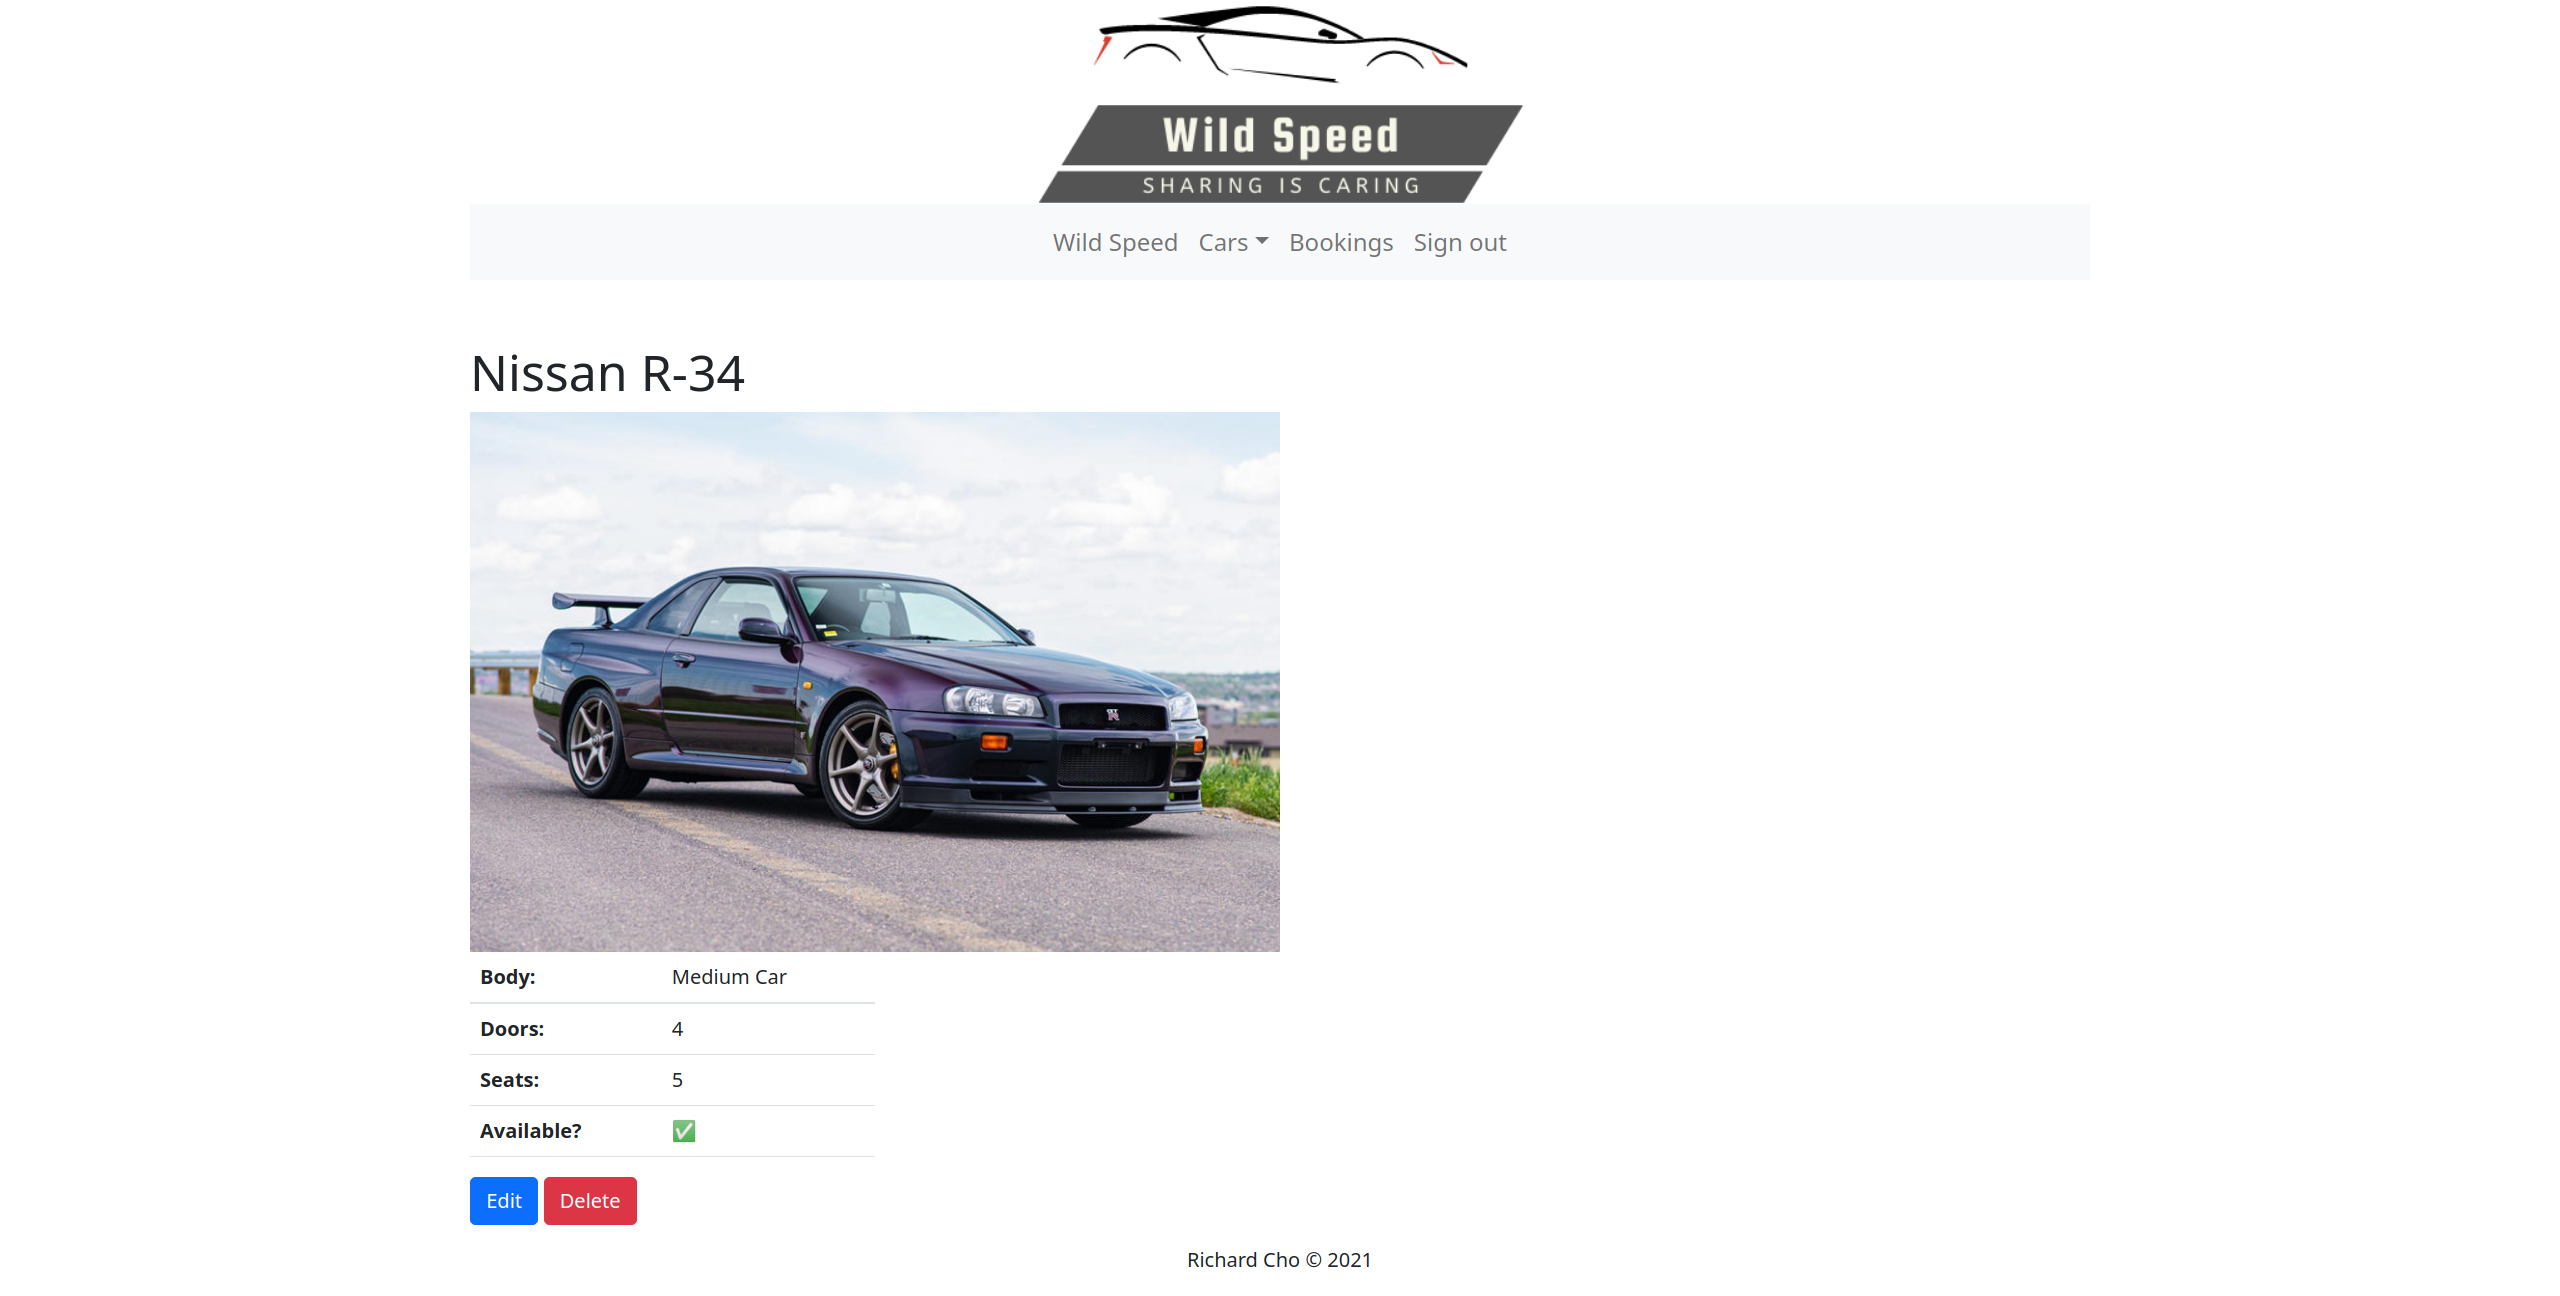 Wild Speed
SHARING IS CARING
Wild Speed Cars Bookings Sign out
Nissan R-34
Body: Medium Car
Doors: 4
Seats: 5
Available? ✅
Edit Delete
Richard Cho © 2021